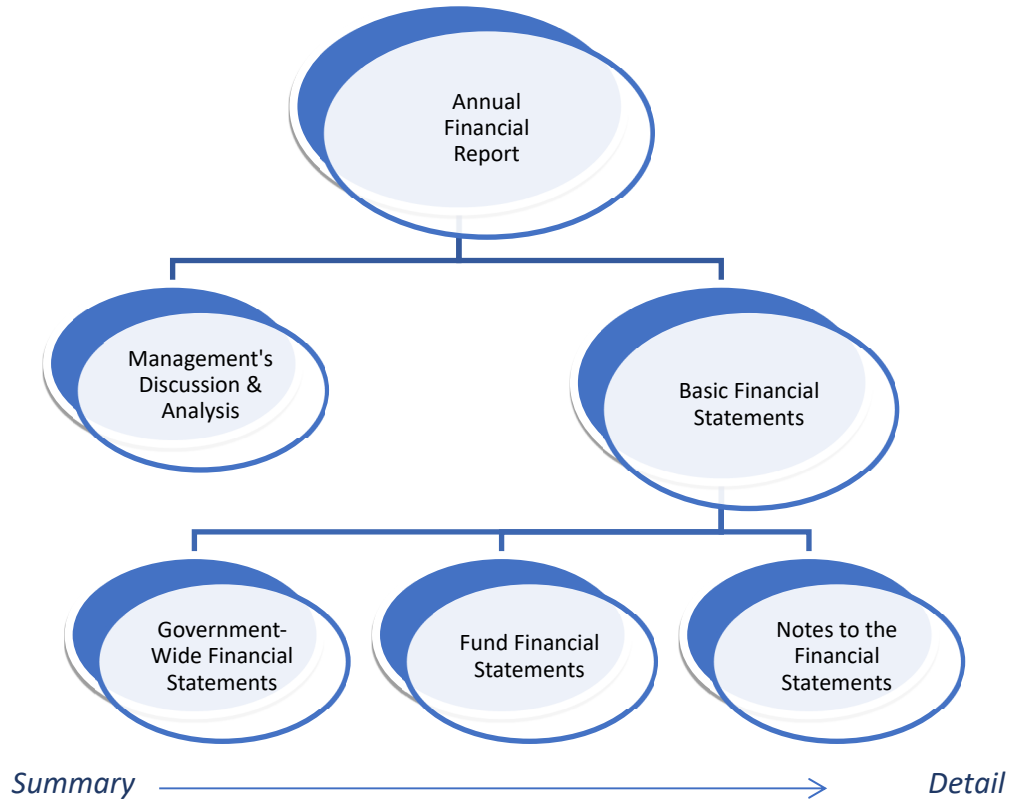 Annual
Financial
Report
Management's
Discussion &
Analysis
Basic Financial
Statements
Government-
Wide Financial
Statements
Fund Financial
Statements
Notes to the
Financial
Statements
Summary
Detail